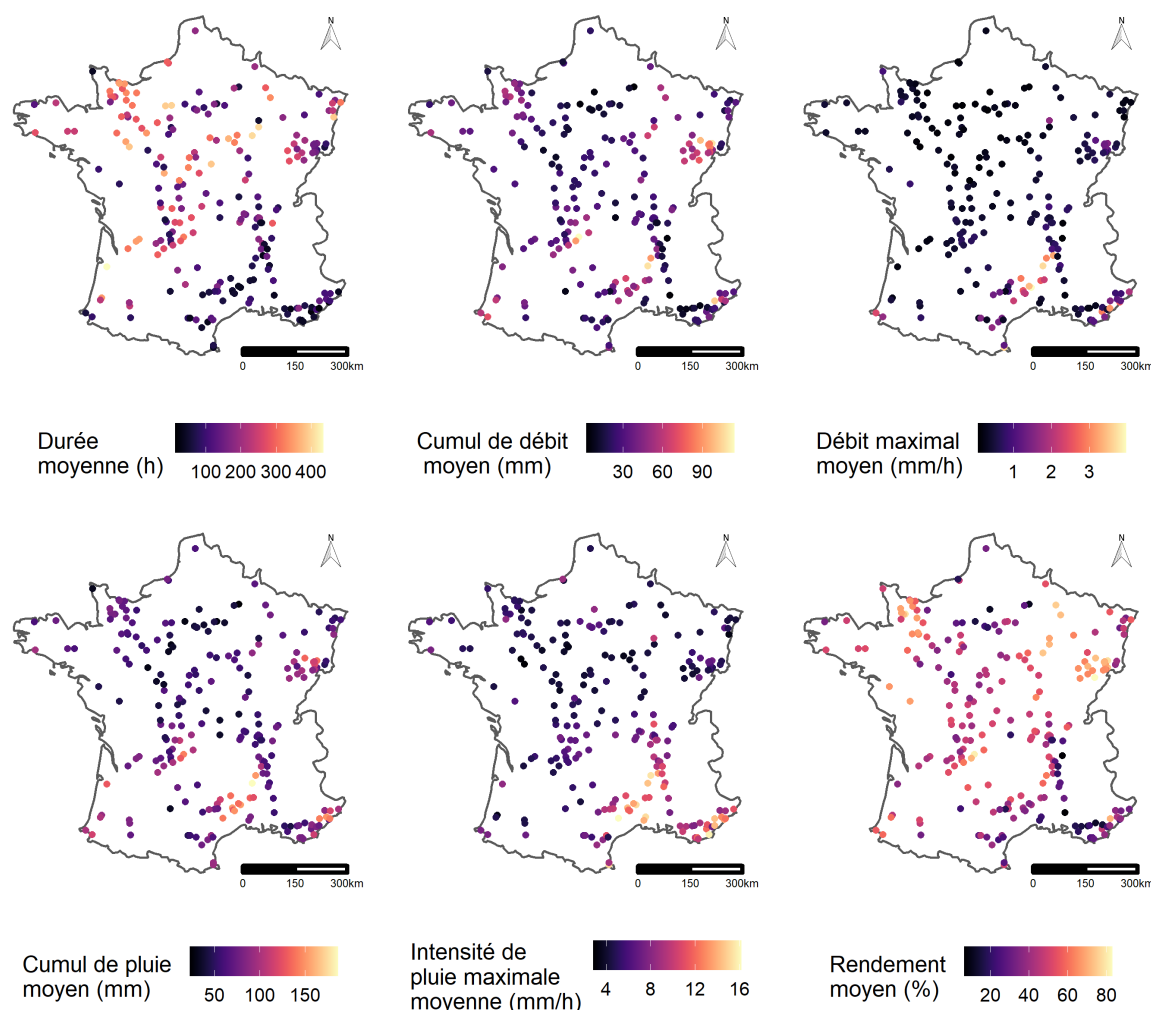 N
N
N
0 150 300km
0 150 300km
0 150 300km
Durée
moyenne (h)
100 200 300 400
Cumul de débit
moyen (mm)
30 60 90
Débit maximal
moyen (mm/h)
1 2 3
N
N
N
0 150 300km
0 150 300km
0 150 300km
Cumul de pluie
moyen (mm)
50 100 150
Intensité de
pluie maximale
moyenne (mm/h)
4 8 12 16
Rendement
moyen (%)
20 40 60 80